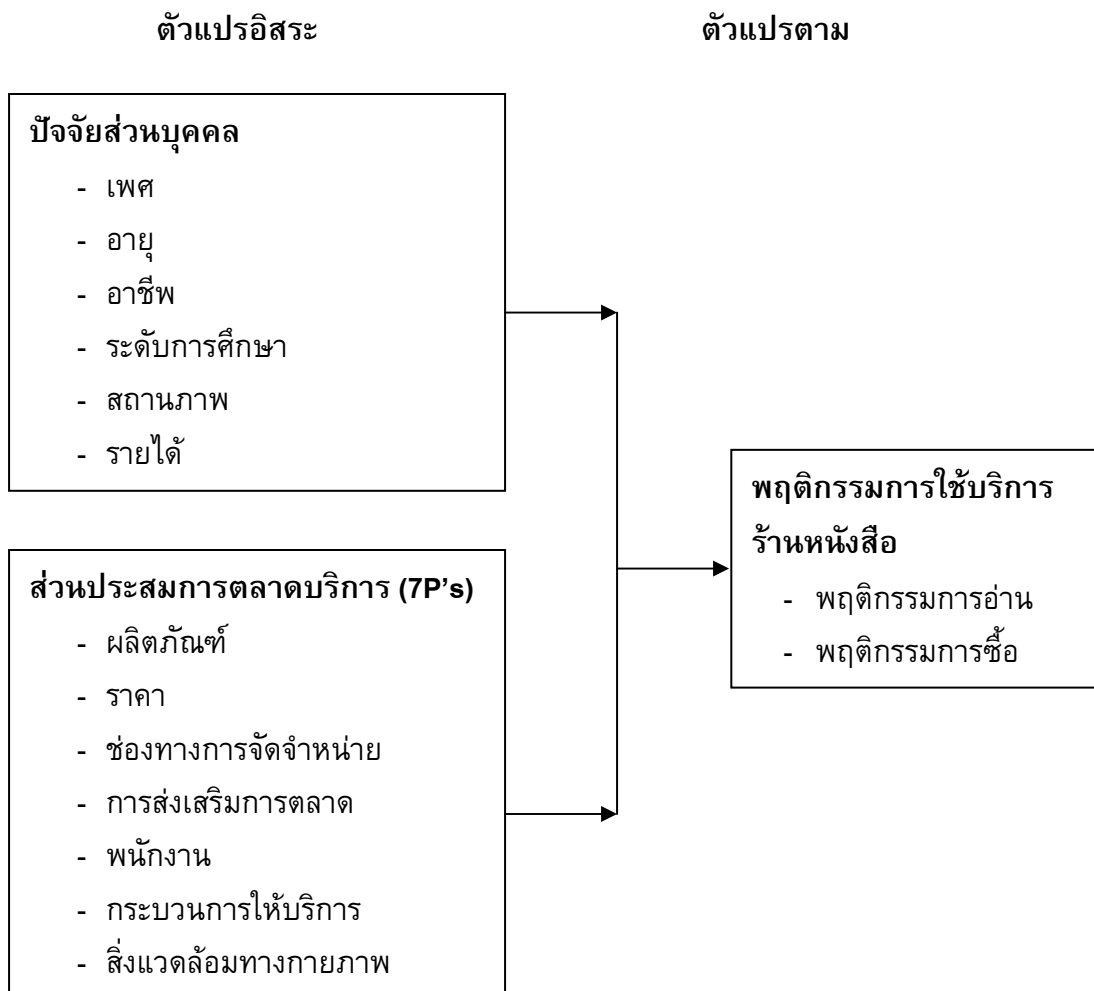 ตัวแปรอิสระ ตัวแปรตาม
ปัจจัยส่วนบุคคล
- เพศ
- อายุ
- อาชีพ
- ระดับการศึกษา
- สถานภาพ
- รายได้
ส่วนประสมการตลาดบริการ (7P’s)
- ผลิตภัณฑ์
- ราคา
- ช่องทางการจัดจำหน่าย
- การส่งเสริมการตลาด
- พนักงาน
- กระบวนการให้บริการ
- สิ่งแวดล้อมทางกายภาพ
พฤติกรรมการใช้บริการ
ร้านหนังสือ
- พฤติกรรมการอ่าน
- พฤติกรรมการซื้อ